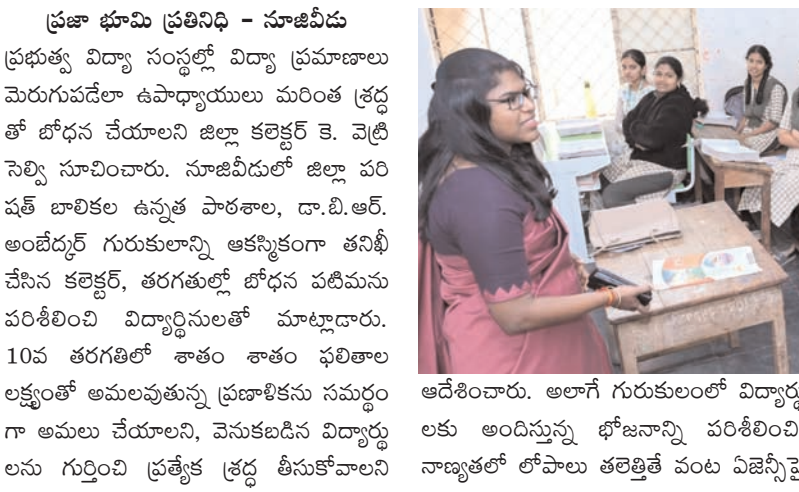 ప్రజా భూమి ప్రతినిధి – నూజివీడు
ప్రభుత్వ విద్యా సంస్థల్లో విద్యా ప్రమాణాలు
మెరుగుపడేలా ఉపాధ్యాయులు మరింత శ్రద్ధ
తో బోధన చేయాలని జిల్లా కలెక్టర్ కె. వెట్రి
సెల్వి సూచించారు. నూజివీడులో జిల్లా పరి
షత్ బాలికల ఉన్నత పాఠశాల, డా.బి.ఆర్.
అంబేద్కర్ గురుకులాన్ని ఆకస్మికంగా తనిఖీ
చేసిన కలెక్టర్, తరగతుల్లో బోధన పటిమను
పరిశీలించి విద్యార్థినులతో మాట్లాడారు.
10వ తరగతిలో శాతం శాతం ఫలితాల
లక్ష్యంతో అమలవుతున్న ప్రణాళికను సమర్థం
గా అమలు చేయాలని, వెనుకబడిన విద్యార్థు
లను గుర్తించి ప్రత్యేక శ్రద్ధ తీసుకోవాలని
ఆదేశించారు. అలాగే గురుకులంలో విద్యార్థు
లకు అందిస్తున్న భోజనాన్ని పరిశీలించి
నాణ్యతలో లోపాలు తలెత్తితే వంట ఏజెన్సీపై